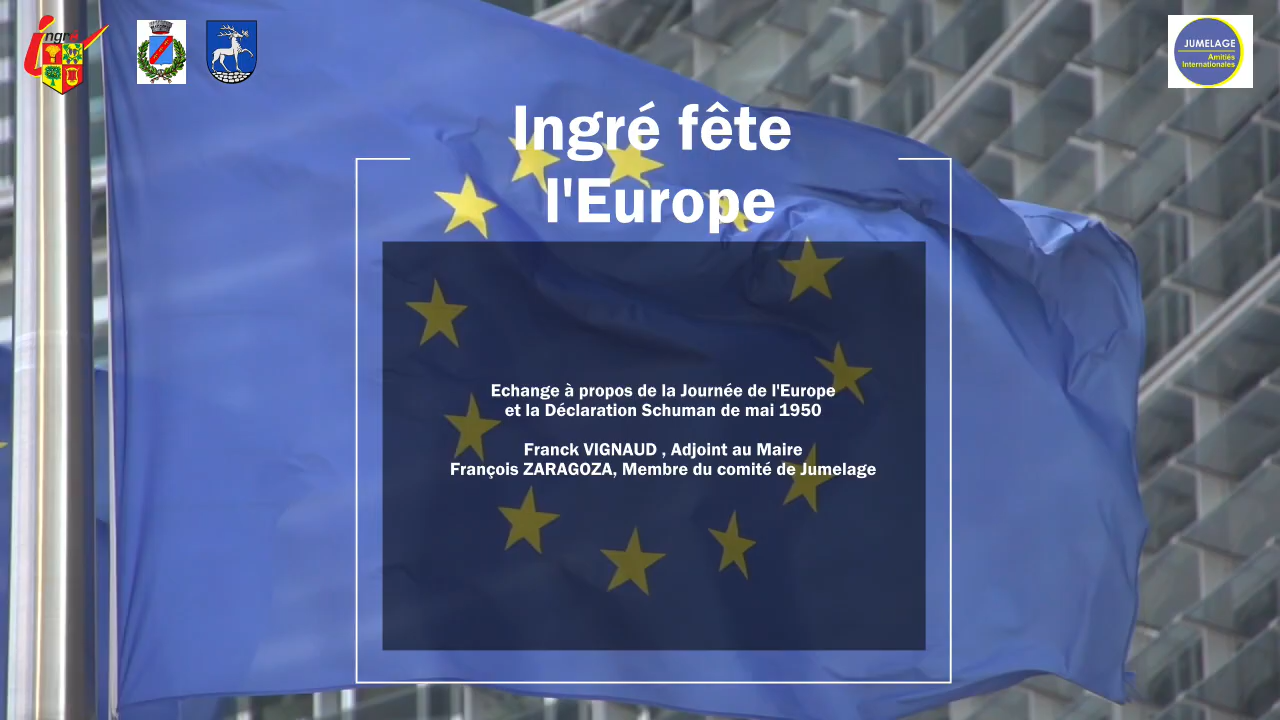 Ingré
JUMELAGE
Amitiés
Internationales
Ingré fête
l'Europe
Echange à propos de la Journée de l'Europe
et la Déclaration Schuman de mai 1950
Franck VIGNAUD , Adjoint au Maire
François ZARAGOZA, Membre du comité de Jumelage